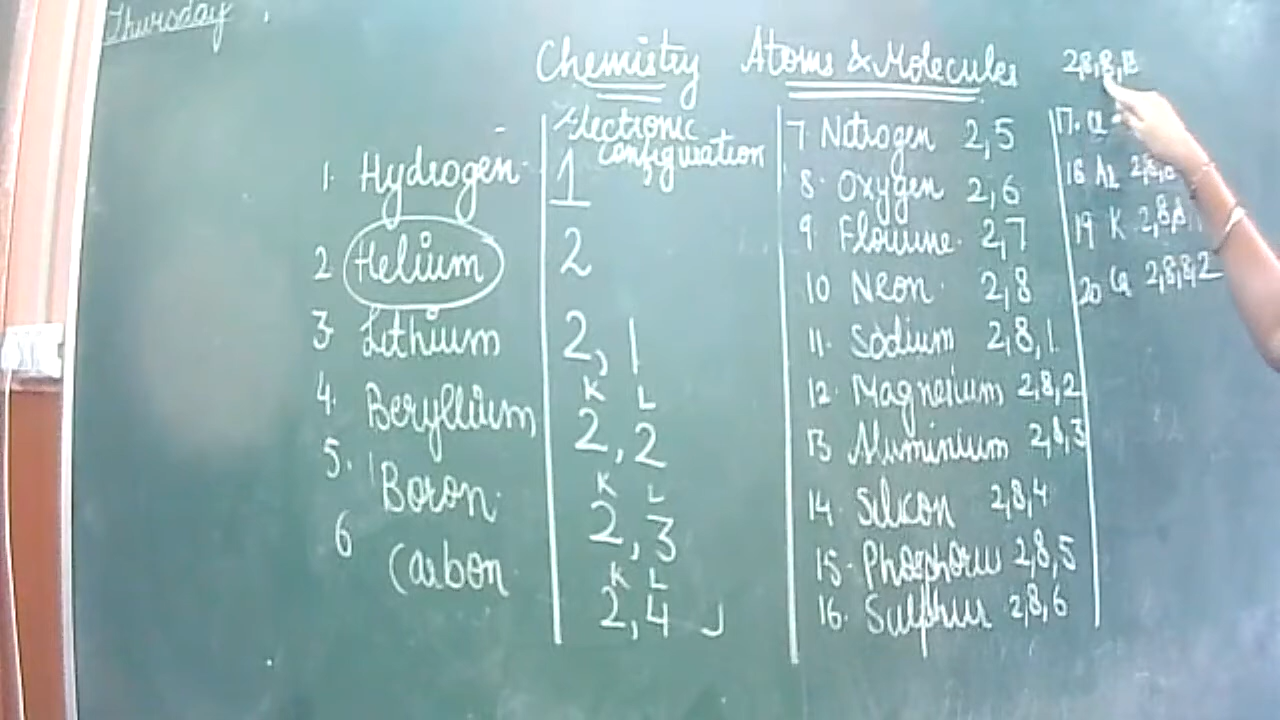 Thursday
Chemistry Atoms & Molecules
Electronic configuration
1. Hydrogen 1
2 Helium 2
3. Lithium 2, 1
K L
4. Beryllium 2, 2
K L
5. Boron 2, 3
K L
6 Carbon 2, 4
7 Nitrogen 2, 5
8. Oxygen 2, 6
9. 2, 7
10 Neon. 2, 8
11. Sodium 2, 8, 1
12. Magnesium 2, 8, 2
13 Aluminium 2, 8, 3
14. Silicon 2, 8, 4
15. Phosphorus 2, 8, 5
16. Sulphur 2, 8, 6
17.
19 K 2, 8, 8,
20 Ca 2, 8, 8, 2